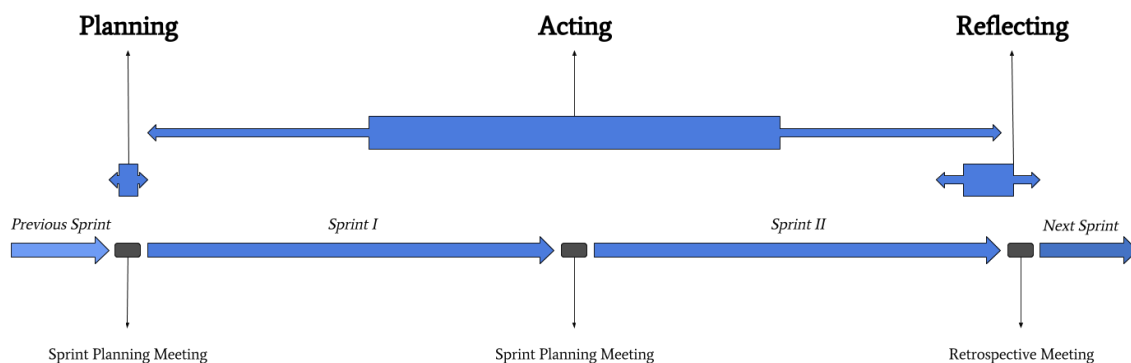 Planning
Acting
Reflecting
Previous Sprint
Sprint I
Sprint II
Next Sprint
Sprint Planning Meeting
Sprint Planning Meeting
Retrospective Meeting